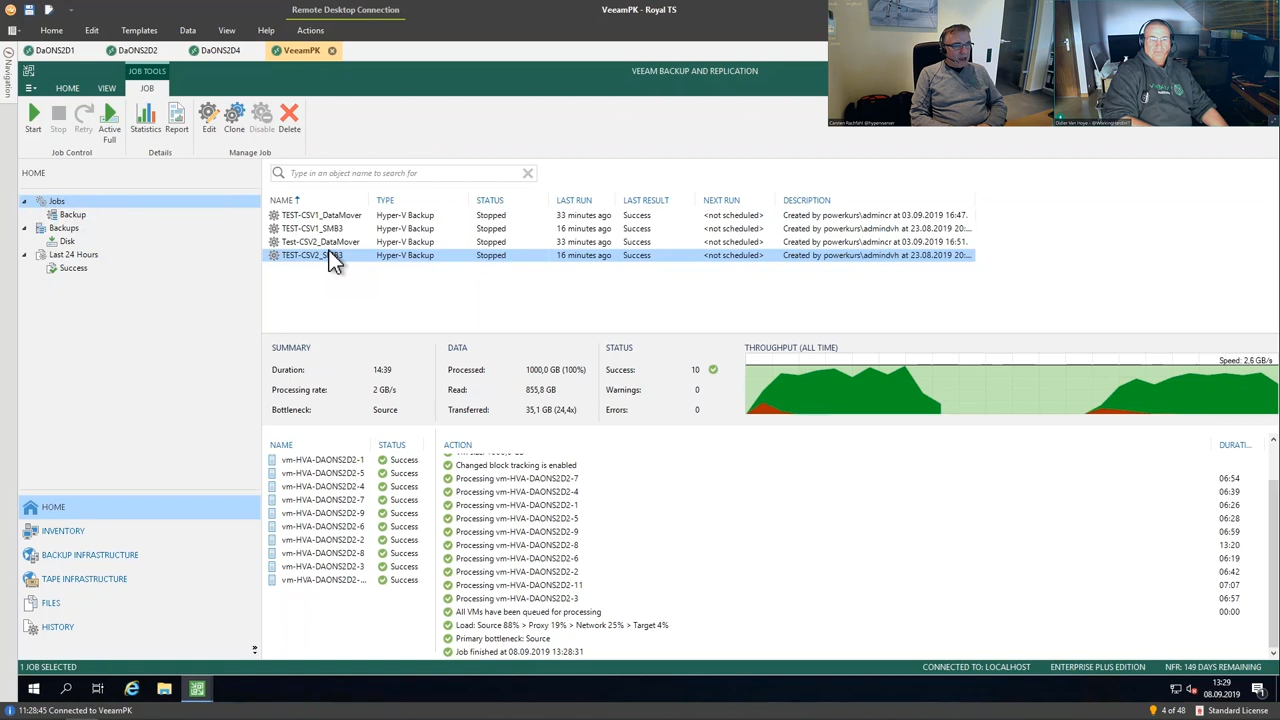 Remote Desktop Connection
VeeamPK - Royal TS
Home Edit Templates Data View Help Actions
DaONS2D1 DaONS2D2 DaONS2D4 VeeamPK
Navigation
JOB TOOLS
VEEAM BACKUP AND REPLICATION
HOME VIEW JOB
Start Stop Retry Active Full Statistics Report Edit Clone Disable Delete
Job Control Details Manage Job
HOME
Type in an object name to search for
Jobs
Backup
Backups
Disk
Last 24 Hours
Success
NAME TYPE STATUS LAST RUN LAST RESULT NEXT RUN DESCRIPTION
TEST-CSV1_DataMover Hyper-V Backup Stopped 33 minutes ago Success <not scheduled> Created by powerkurs\admincr at 03.09.2019 16:47.
TEST-CSV1_SMB3 Hyper-V Backup Stopped 16 minutes ago Success <not scheduled> Created by powerkurs\admindvh at 23.08.2019 20:...
Test-CSV2_DataMover Hyper-V Backup Stopped 33 minutes ago Success <not scheduled> Created by powerkurs\admincr at 03.09.2019 16:51.
TEST-CSV2_SMB3 Hyper-V Backup Stopped 16 minutes ago Success <not scheduled> Created by powerkurs\admindvh at 23.08.2019 20:...
SUMMARY
Duration: 14:39
Processing rate: 2 GB/s
Bottleneck: Source
DATA
Processed: 1000,0 GB (100%)
Read: 855,8 GB
Transferred: 35,1 GB (24,4x)
STATUS
Success: 10
Warnings: 0
Errors: 0
THROUGHPUT (ALL TIME)
Speed: 2,6 GB/s
NAME STATUS
vm-HVA-DAONS2D2-1 Success
vm-HVA-DAONS2D2-5 Success
vm-HVA-DAONS2D2-4 Success
vm-HVA-DAONS2D2-7 Success
vm-HVA-DAONS2D2-9 Success
vm-HVA-DAONS2D2-6 Success
vm-HVA-DAONS2D2-2 Success
vm-HVA-DAONS2D2-8 Success
vm-HVA-DAONS2D2-3 Success
vm-HVA-DAONS2D2-... Success
ACTION DURATI...
Changed block tracking is enabled
Processing vm-HVA-DAONS2D2-7 06:54
Processing vm-HVA-DAONS2D2-4 06:39
Processing vm-HVA-DAONS2D2-1 06:26
Processing vm-HVA-DAONS2D2-5 06:28
Processing vm-HVA-DAONS2D2-9 06:59
Processing vm-HVA-DAONS2D2-8 13:20
Processing vm-HVA-DAONS2D2-6 06:19
Processing vm-HVA-DAONS2D2-2 06:42
Processing vm-HVA-DAONS2D2-11 07:07
Processing vm-HVA-DAONS2D2-3 06:57
All VMs have been queued for processing 00:00
Load: Source 88% > Proxy 19% > Network 25% > Target 4%
Primary bottleneck: Source
Job finished at 08.09.2019 13:28:31
HOME
INVENTORY
BACKUP INFRASTRUCTURE
TAPE INFRASTRUCTURE
FILES
HISTORY
1 JOB SELECTED
CONNECTED TO: LOCALHOST ENTERPRISE PLUS EDITION NFR: 149 DAYS REMAINING
13:29
08.09.2019
11:28:45 Connected to VeeamPK
4 of 48 Standard License